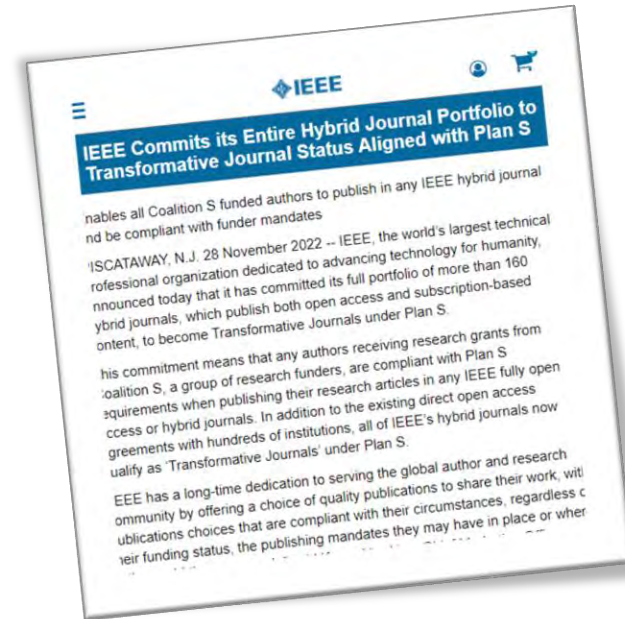 IEEE
IEEE Commits its Entire Hybrid Journal Portfolio to
Transformative Journal Status Aligned with Plan S
nables all Coalition S funded authors to publish in any IEEE hybrid journal
nd be compliant with funder mandates
ISCATAWAY, N.J. 28 November 2022 -- IEEE, the world's largest technical
rofessional organization dedicated to advancing technology for humanity,
nnounced today that it has committed its full portfolio of more than 160
ybrid journals, which publish both open access and subscription-based
ontent, to become Transformative Journals under Plan S.
his commitment means that any authors receiving research grants from
oalition S, a group of research funders, are compliant with Plan S
equirements when publishing their research articles in any IEEE fully open
ccess or hybrid journals. In addition to the existing direct open access
greements with hundreds of institutions, all of IEEE's hybrid journals now
ualify as 'Transformative Journals' under Plan S.
EEE has a long-time dedication to serving the global author and research
ommunity by offering a choice of quality publications to share their work, with
ublications choices that are compliant with their circumstances, regardless c
eir funding status, the publishing mandates they may have in place or wher